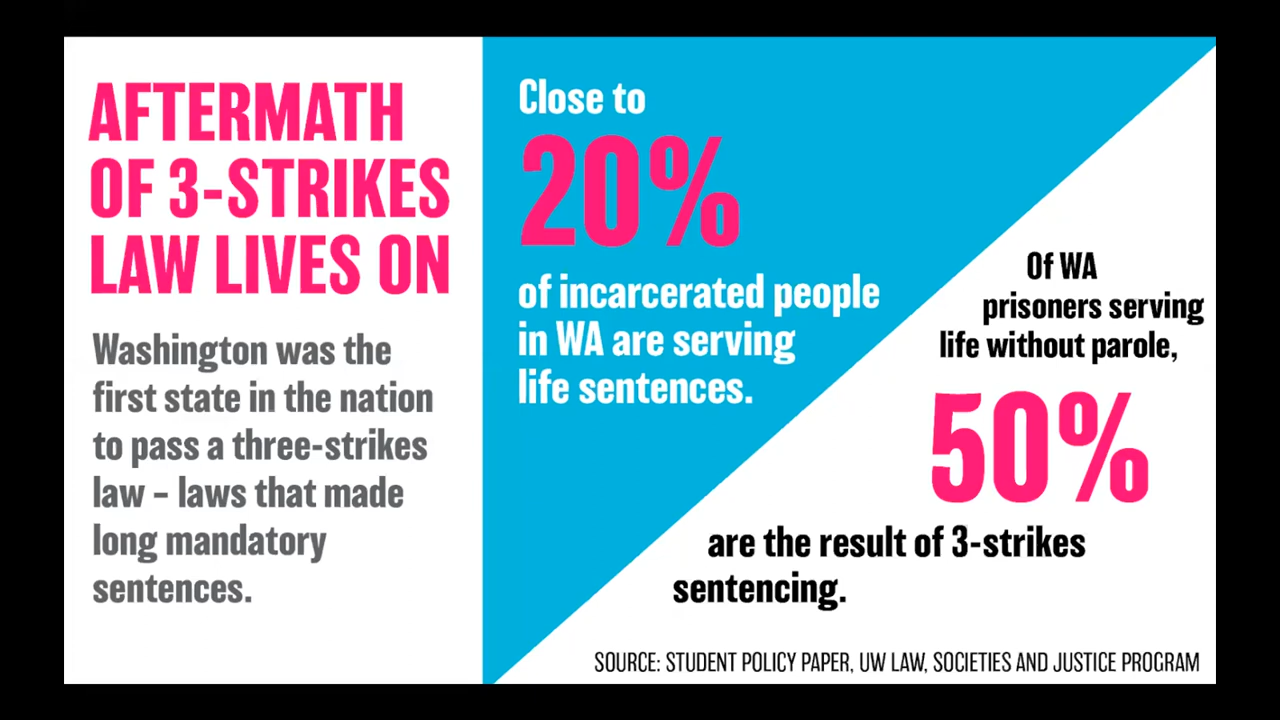 AFTERMATH
OF 3-STRIKES
LAW LIVES ON
Washington was the
first state in the nation
to pass a three-strikes
law – laws that made
long mandatory
sentences.
Close to
20%
of incarcerated people
in WA are serving
life sentences.
Of WA
prisoners serving
life without parole,
50%
are the result of 3-strikes
sentencing.
SOURCE: STUDENT POLICY PAPER, UW LAW, SOCIETIES AND JUSTICE PROGRAM